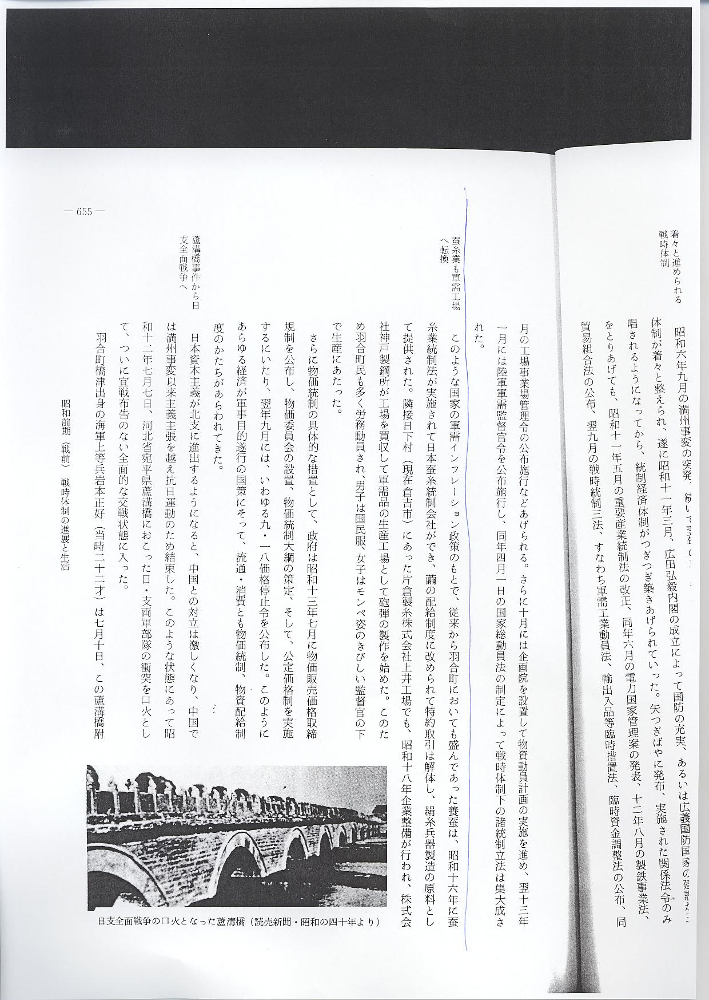 着々と進められる
戦時体制
昭和六年九月の満州事変の突発、続いて翌年の
体制が着々と整えられ、遂に昭和十一年三月、広田弘毅内閣の成立によって国防の充実、あるいは広義国防国家の建設が
唱されるようになってから、統制経済体制がつぎつぎ築きあげられていった。矢つぎばやに発布、実施された関係法令のみ
をとりあげても、昭和十一年五月の重要産業統制法の改正、同年六月の電力国家管理案の発表、十二年八月の製鉄事業法、
貿易組合法の公布、翌九月の戦時統制三法、すなわち軍需工業動員法、輸出入品等臨時措置法、臨時資金調整法の公布、同
月の工場事業場管理令の公布施行などあげられる。さらに十月には企画院を設置して物資動員計画の実施を進め、翌十三年
一月には陸軍軍需監督官令を公布施行し、同年四月一日の国家総動員法の制定によって戦時体制下の諸統制立法は集大成さ
れた。
蚕糸業も軍需工場
へ転換
このような国家の軍需インフレーション政策のもとで、従来から羽合町においても盛んであった養蚕は、昭和十六年に蚕
糸業統制法が実施されて日本蚕糸統制会社ができ、繭の配給制度に改められて特約取引は解体し、絹糸兵器製造の原料とし
て提供された。隣接日下村（現在倉吉市）にあった片倉製糸株式会社上井工場でも、昭和十八年企業整備が行われ、株式会
社神戸製鋼所が工場を買収して軍需品の生産工場として砲弾の製作を始めた。このた
め羽合町民も多く労務動員され、男子は国民服、女子はモンペ姿のきびしい監督官の下
で生産にあたった。
さらに物価統制の具体的な措置として、政府は昭和十三年七月に物価販売価格取締
規制を公布し、物価委員会の設置、物価統制大綱の策定、そして、公定価格制を実施
するにいたり、翌年九月には、いわゆる九・一八価格停止令を公布した。このように
あらゆる経済が軍事目的遂行の国策にそって、流通・消費とも物価統制、物資配給制
度のかたちがあらわれてきた。
蘆溝橋事件から日
支全面戦争へ
日本資本主義が北支に進出するようになると、中国との対立は激しくなり、中国で
は満州事変以来主義主張を越え抗日運動のため結束した。このような状態にあって昭
和十二年七月七日、河北省宛平県蘆溝橋におこった日・支両軍部隊の衝突を口火とし
て、ついに宣戦布告のない全面的な交戦状態に入った。
羽合町橋津出身の海軍上等兵岩本正好（当時二十二才）は七月十日、この蘆溝橋附
日支全面戦争の口火となった蘆溝橋（読売新聞・昭和の四十年より）
昭和前期（戦前） 戦時体制の進展と生活
— 655 —